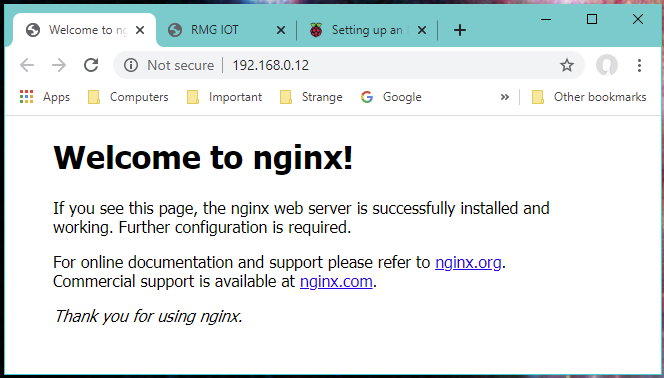 Welcome to ng
RMG IOT
Setting up an
Not secure | 192.168.0.12
Apps Computers Important Strange Google » Other bookmarks
Welcome to nginx!
If you see this page, the nginx web server is successfully installed and
working. Further configuration is required.
For online documentation and support please refer to nginx.org.
Commercial support is available at nginx.com.
Thank you for using nginx.